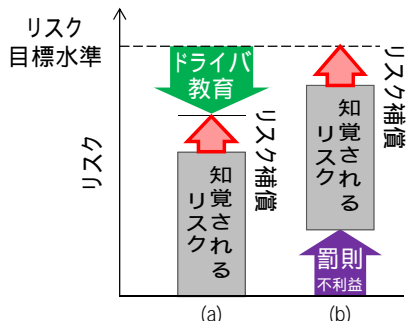 リスク
目標水準
リスク
ドライバ
教育
リスク補償
知覚される
リスク
リスク補償
知覚される
リスク
罰則
不利益
(a)
(b)